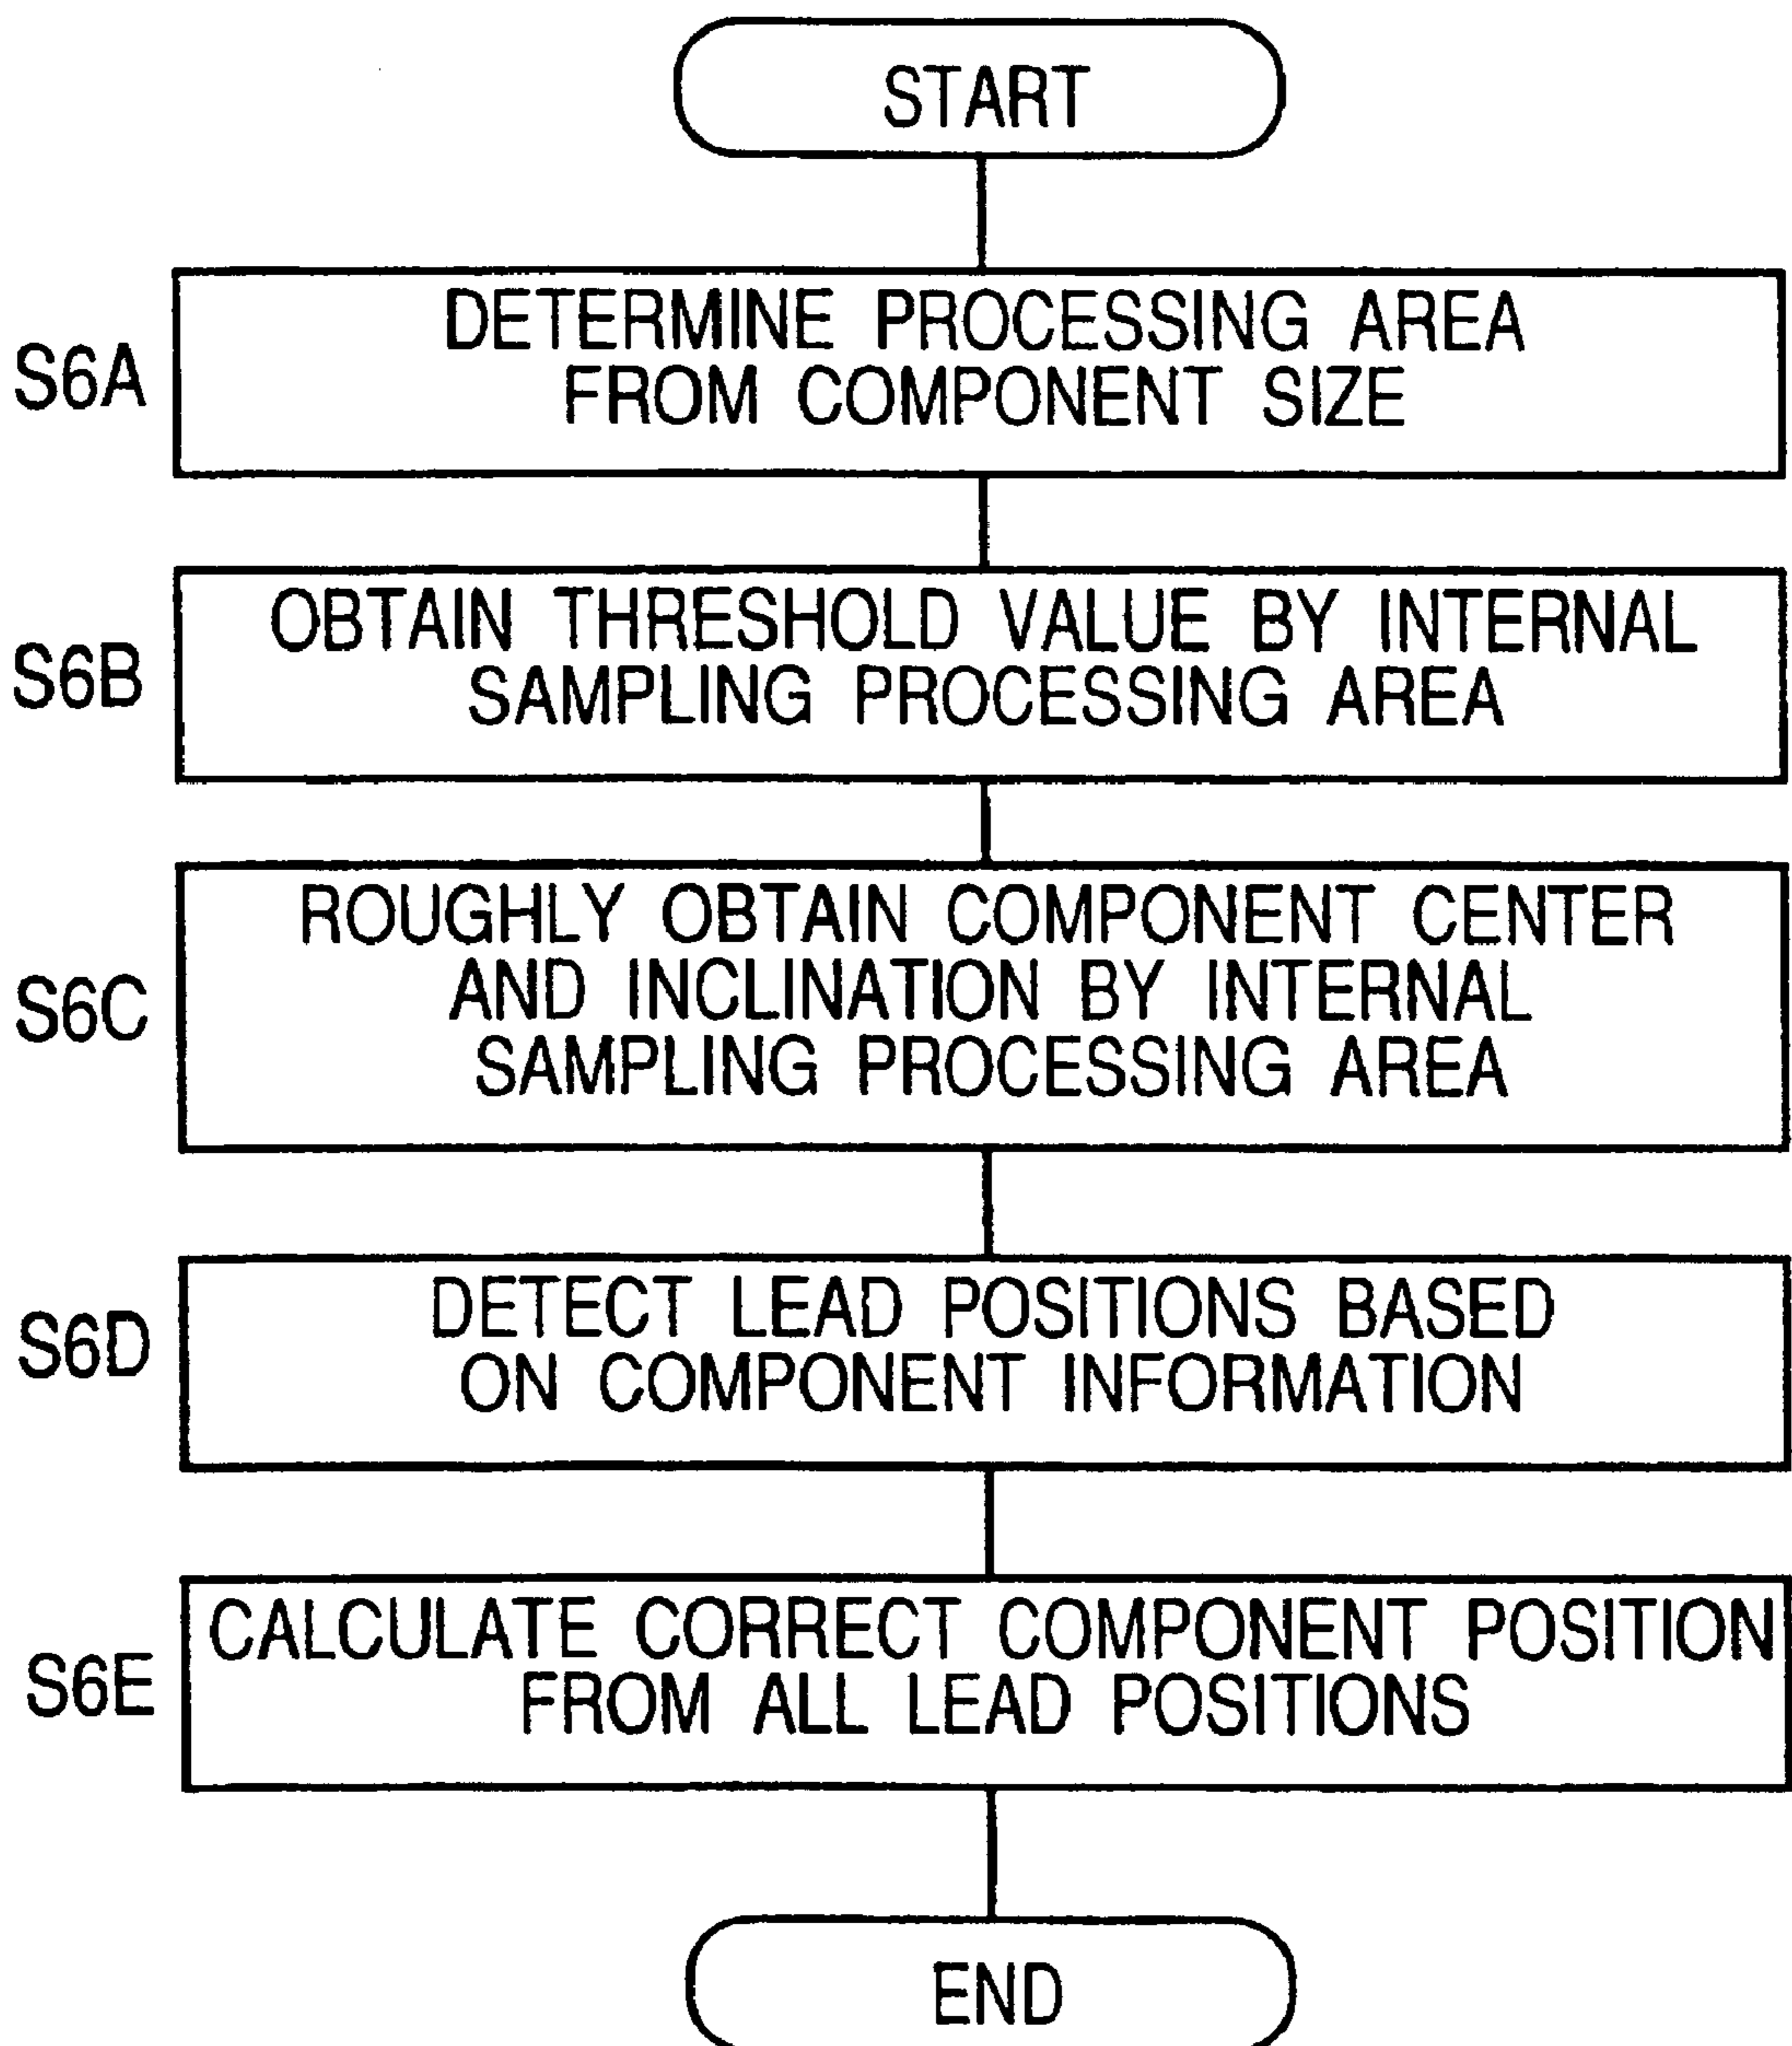 START
S6A
DETERMINE PROCESSING AREA
FROM COMPONENT SIZE
S6B
OBTAIN THRESHOLD VALUE BY INTERNAL
SAMPLING PROCESSING AREA
S6C
ROUGHLY OBTAIN COMPONENT CENTER
AND INCLINATION BY INTERNAL
SAMPLING PROCESSING AREA
S6D
DETECT LEAD POSITIONS BASED
ON COMPONENT INFORMATION
S6E
CALCULATE CORRECT COMPONENT POSITION
FROM ALL LEAD POSITIONS
END